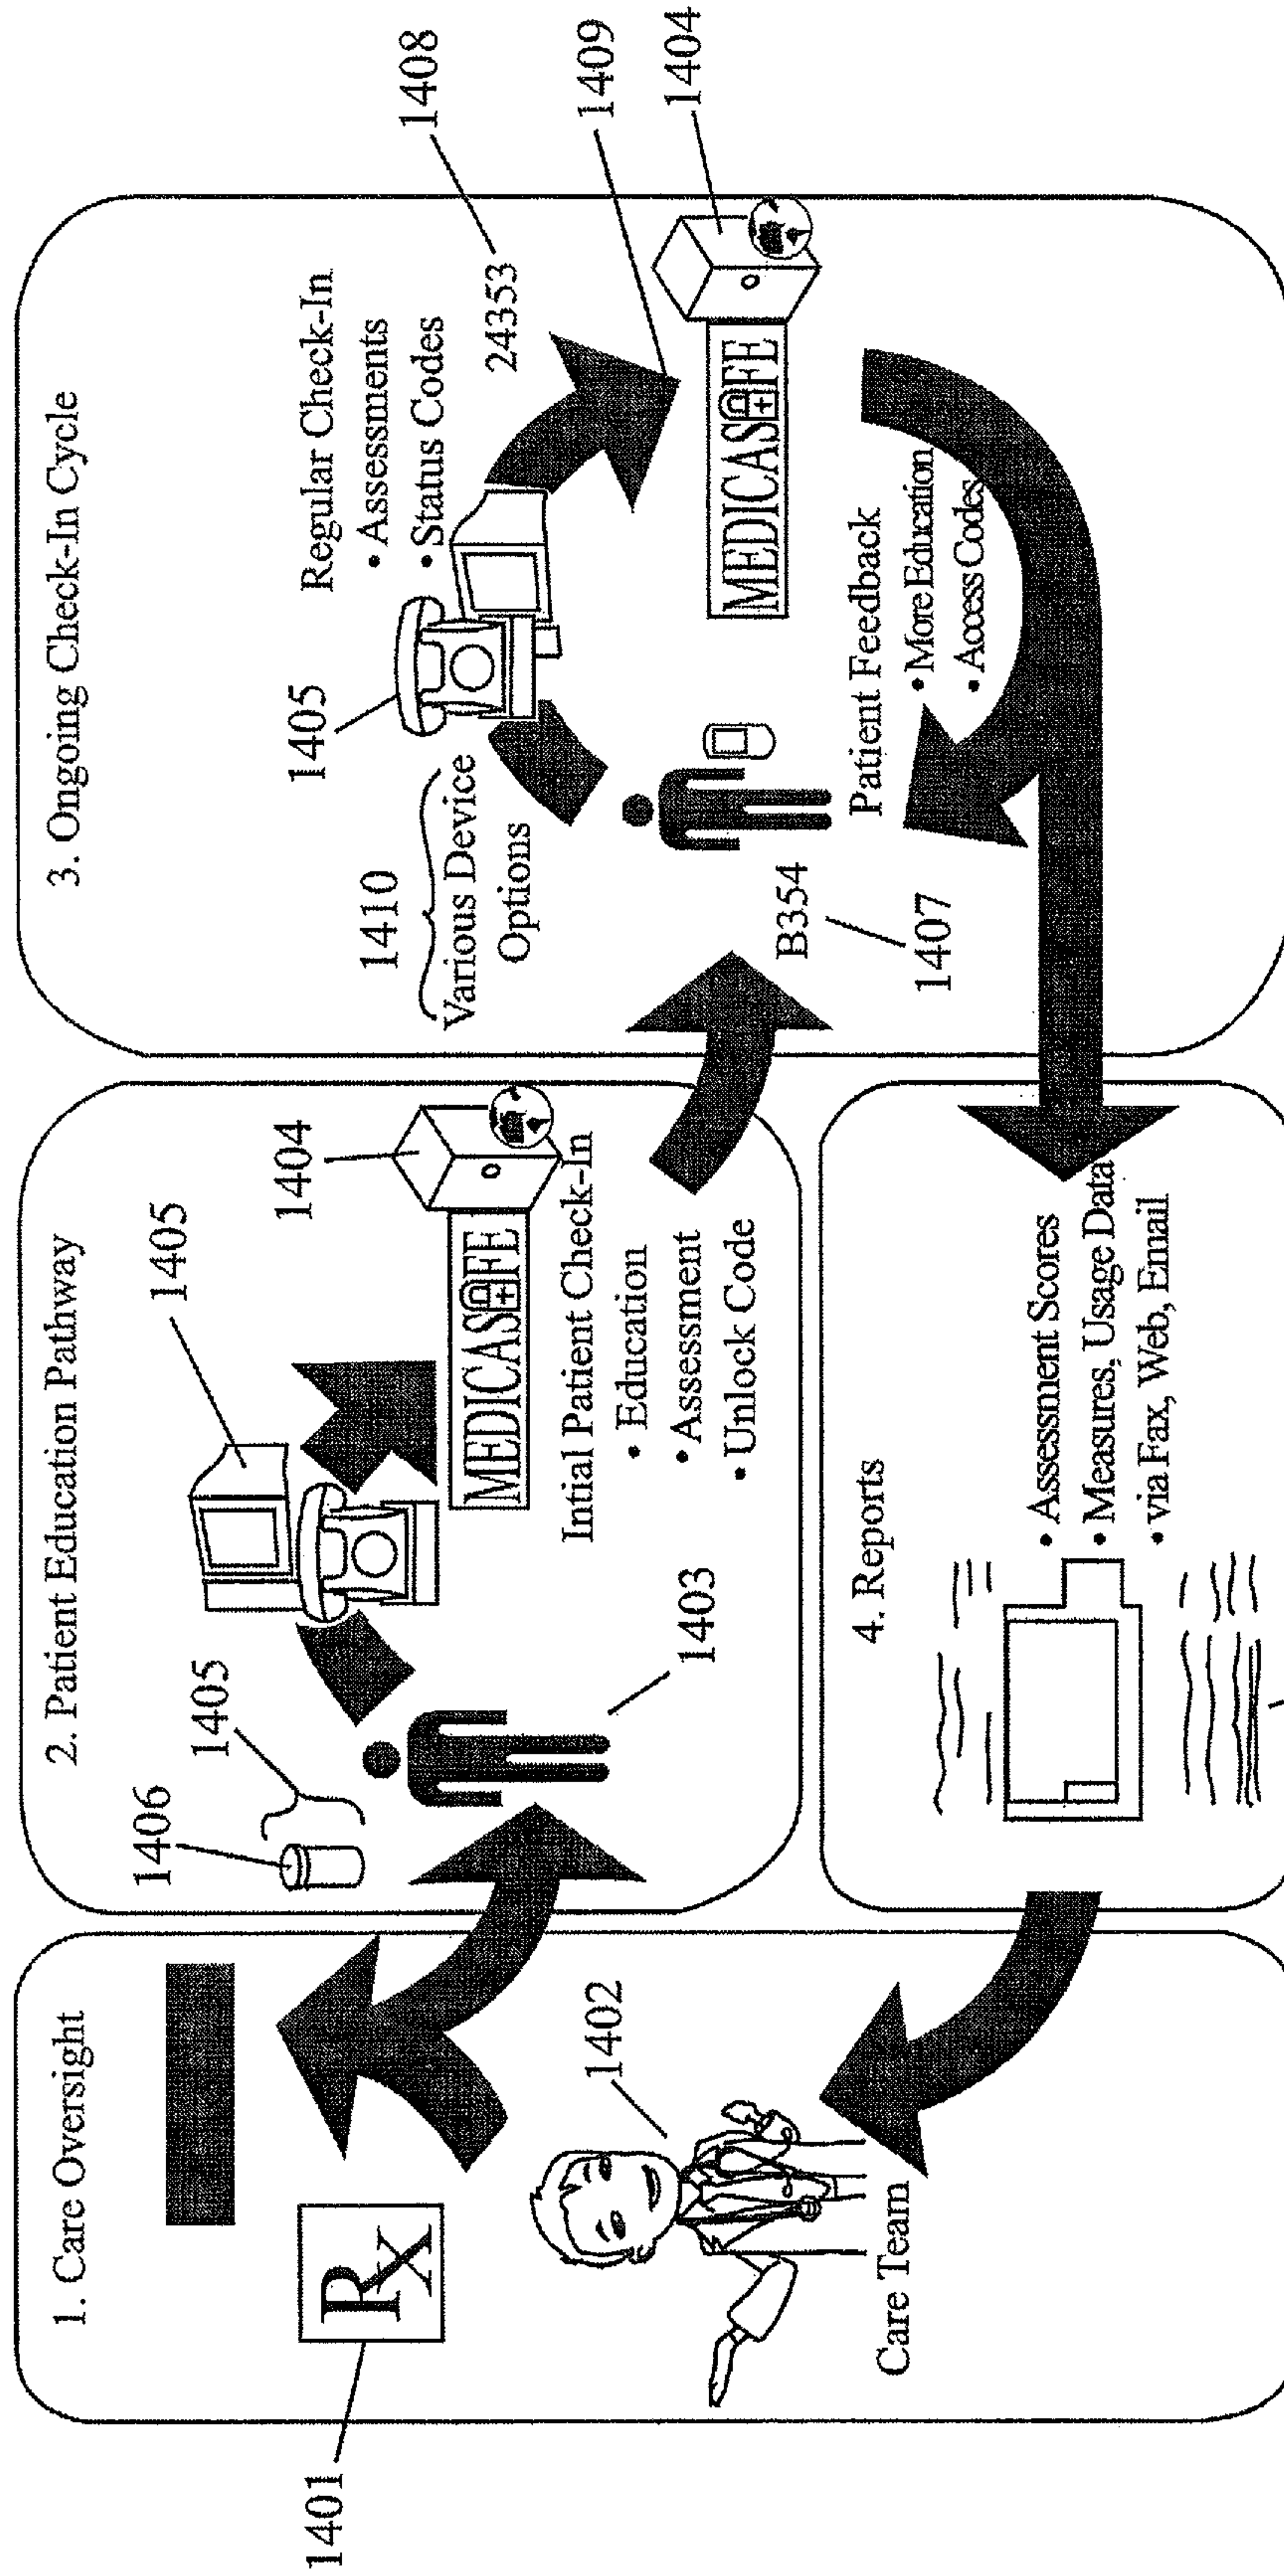 1. Care Oversight
1401
Rx
1402
Care Team
2. Patient Education Pathway
1406
1405
1405
1404
1403
MEDICASAFE
Intial Patient Check-In
• Education
• Assessment
• Unlock Code
3. Ongoing Check-In Cycle
1410
Various Device
Options
1405
Regular Check-In
• Assessments
• Status Codes
1408
24353
1409
1404
MEDICASAFE
B354
1407
Patient Feedback
• More Education
• Access Codes
4. Reports
• Assessment Scores
• Measures, Usage Data
• via Fax, Web, Email